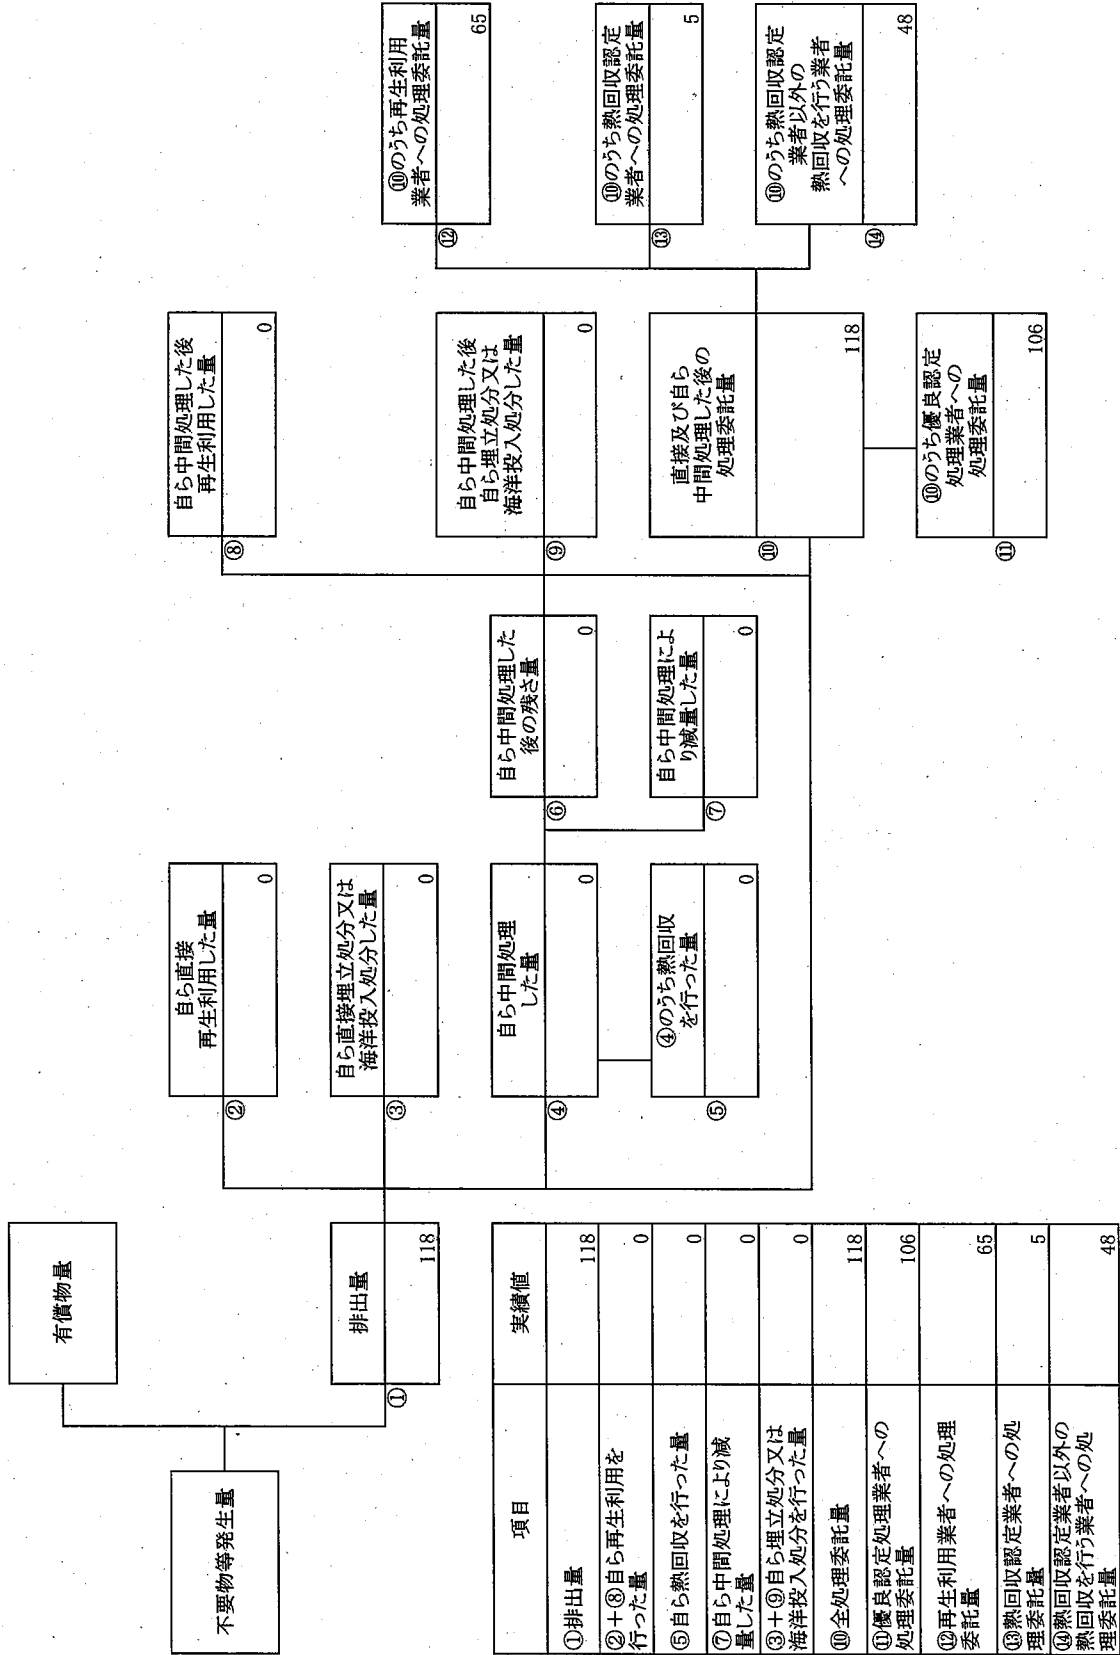 不要物等発生量
有償物量
①
排出量
118
②
自ら直接
再生利用した量
0
③
自ら直接埋立処分又は
海洋投入処分した量
0
④
自ら中間処理
した量
0
⑤
④のうち熱回収
を行った量
0
⑥
自ら中間処理した
後の残さ量
0
⑦
自ら中間処理によ
り減量した量
0
⑧
自ら中間処理した後
再生利用した量
0
⑨
自ら中間処理した後
自ら埋立処分又は
海洋投入処分した量
0
⑩
直接及び自ら
中間処理した後の
処理委託量
118
⑪
⑩のうち優良認定
処理業者への
処理委託量
106
⑫
⑩のうち再生利用
業者への処理委託量
65
⑬
⑩のうち熱回収認定
業者への処理委託量
5
⑭
⑩のうち熱回収認定
業者以外の
熱回収を行う業者
への処理委託量
48
項目 実績値
①排出量 118
②+⑧自ら再生利用を
行った量 0
⑤自ら熱回収を行った量 0
⑦自ら中間処理により減
量した量 0
③+⑨自ら埋立処分又は
海洋投入処分を行った量 0
⑩全処理委託量 118
⑪優良認定処理業者への
処理委託量 106
⑫再生利用業者への処理
委託量 65
⑬熱回収認定業者への処
理委託量 5
⑭熱回収認定業者以外の
熱回収を行う業者への処
理委託量 48